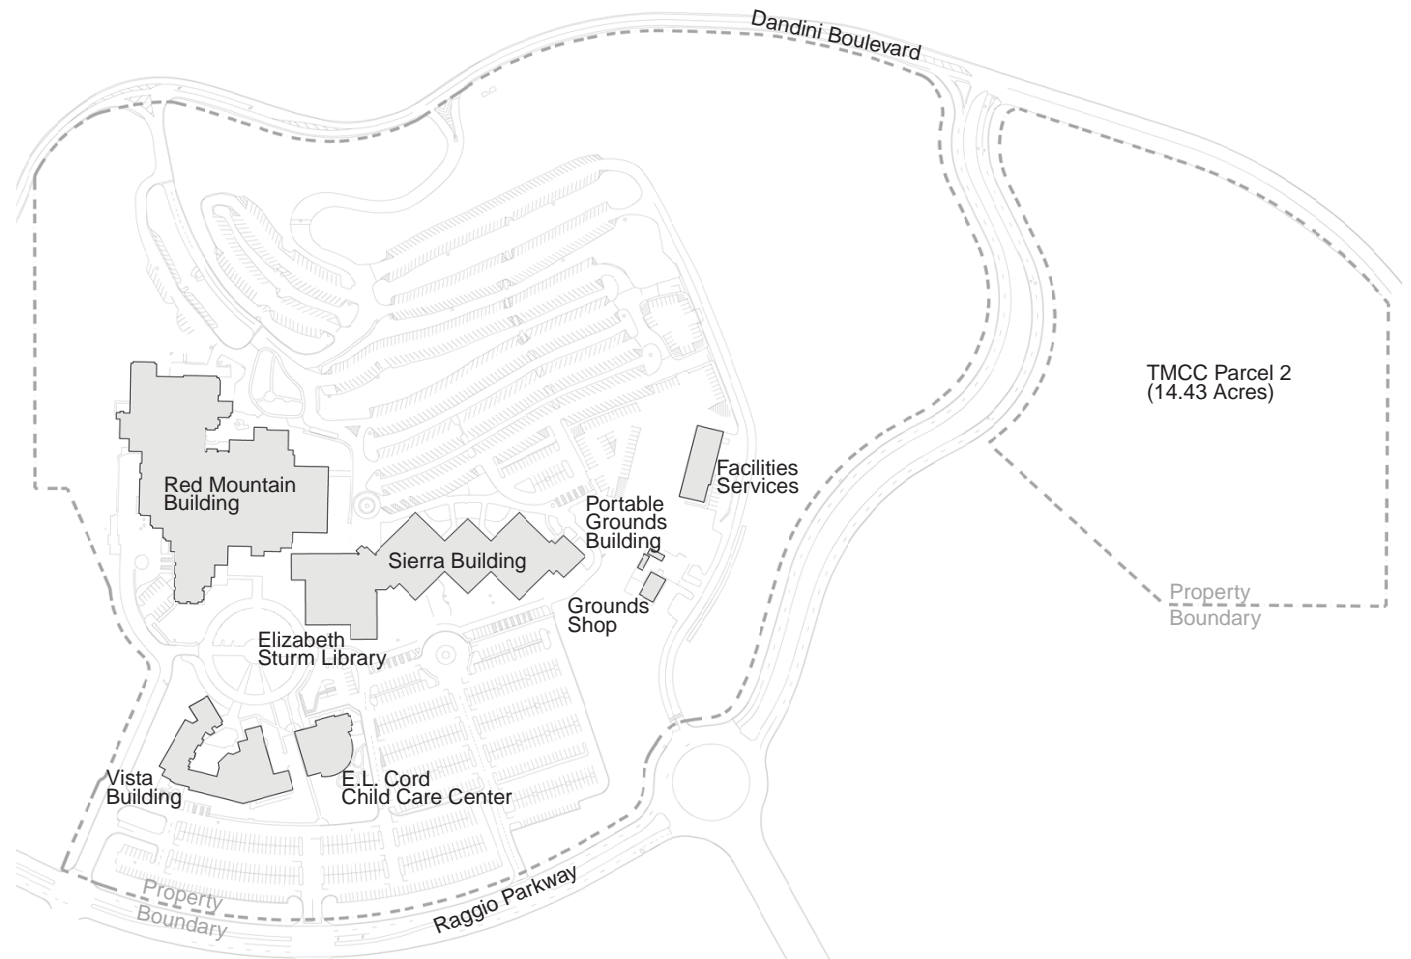 Dandini Boulevard
TMCC Parcel 2
(14.43 Acres)
Facilities
Services
Red Mountain
Building
Portable
Grounds
Building
Sierra Building
Property
Boundary
Grounds
Shop
Elizabeth
Sturm Library
Vista
Building
E.L. Cord
Child Care Center
Property
Boundary
Raggio Parkway